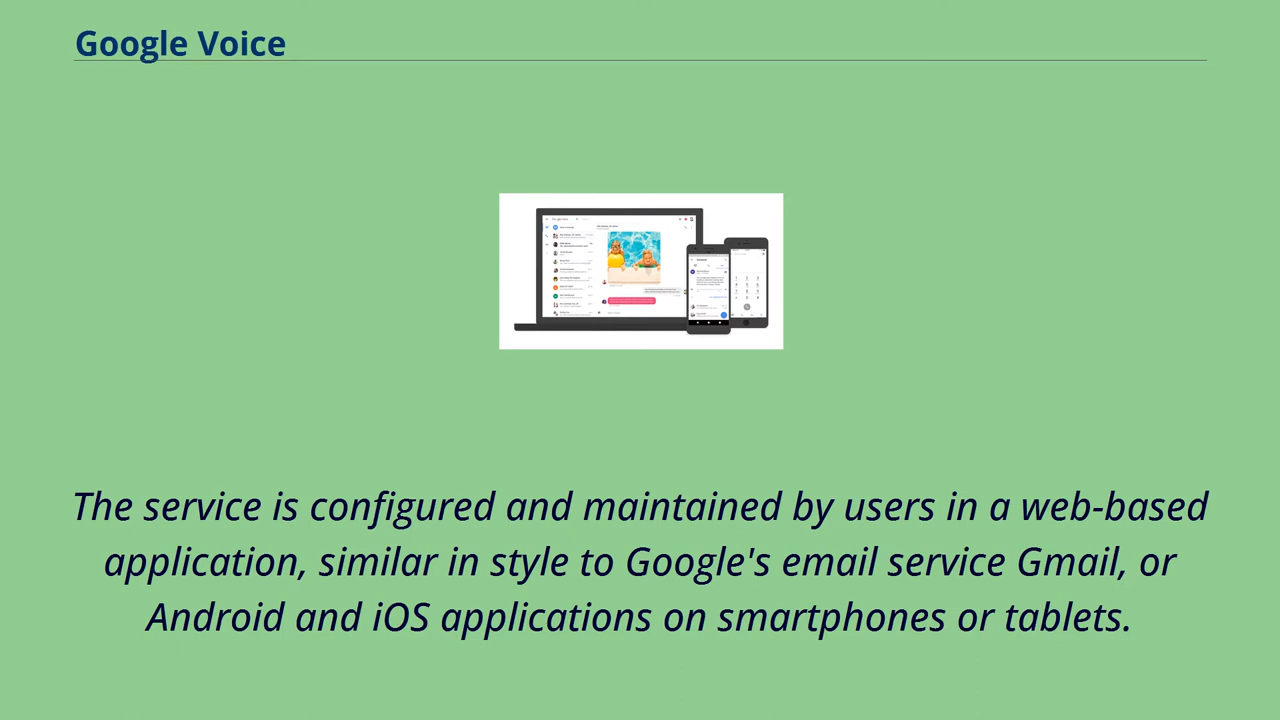 Google Voice
The service is configured and maintained by users in a web-based
application, similar in style to Google's email service Gmail, or
Android and iOS applications on smartphones or tablets.